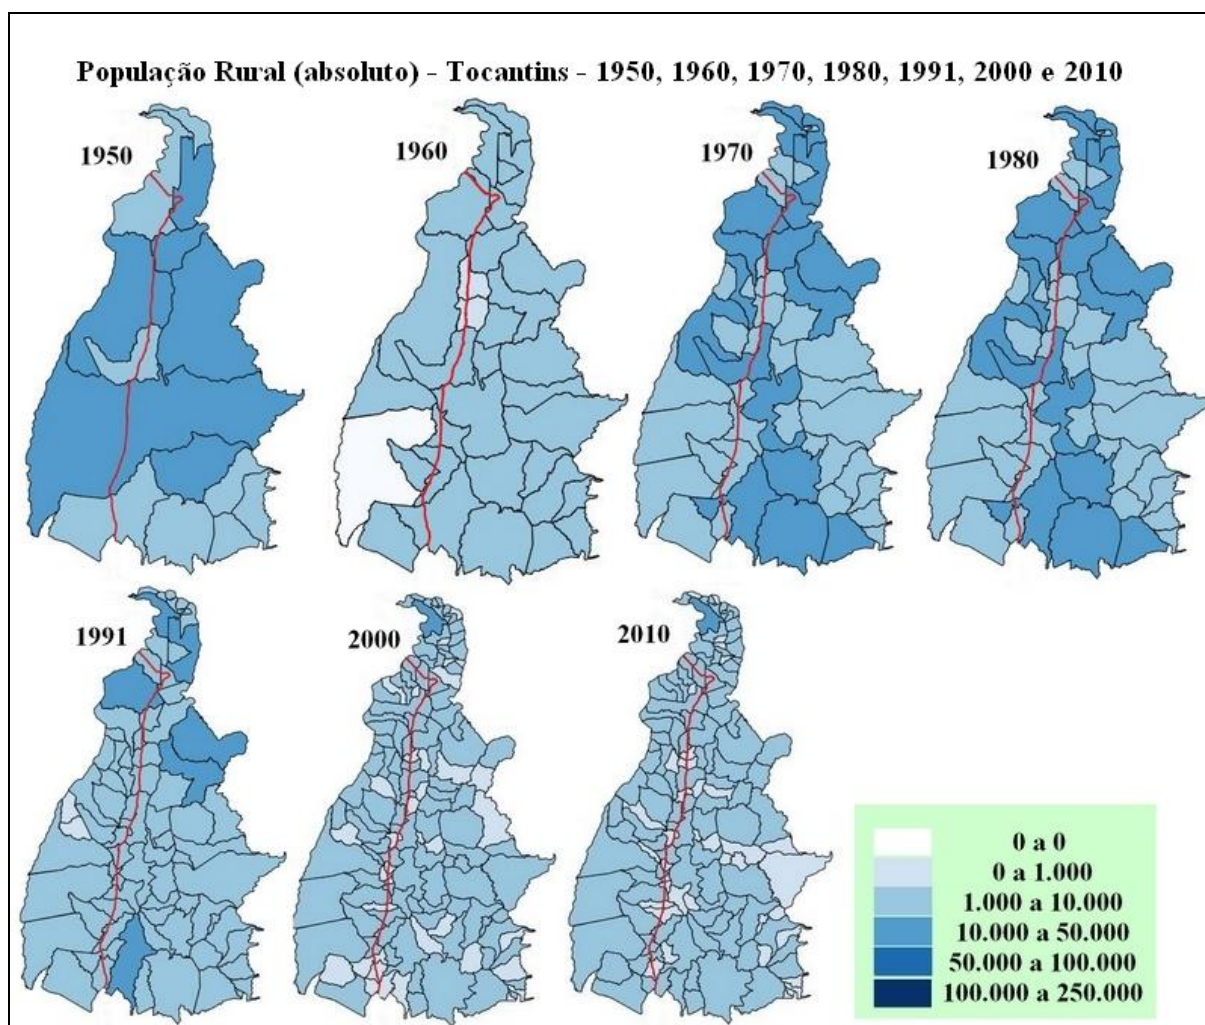 População Rural (absoluto) - Tocantins - 1950, 1960, 1970, 1980, 1991, 2000 e 2010
1950
1960
1970
1980
1991
2000
2010
0 a 0
0 a 1.000
1.000 a 10.000
10.000 a 50.000
50.000 a 100.000
100.000 a 250.000